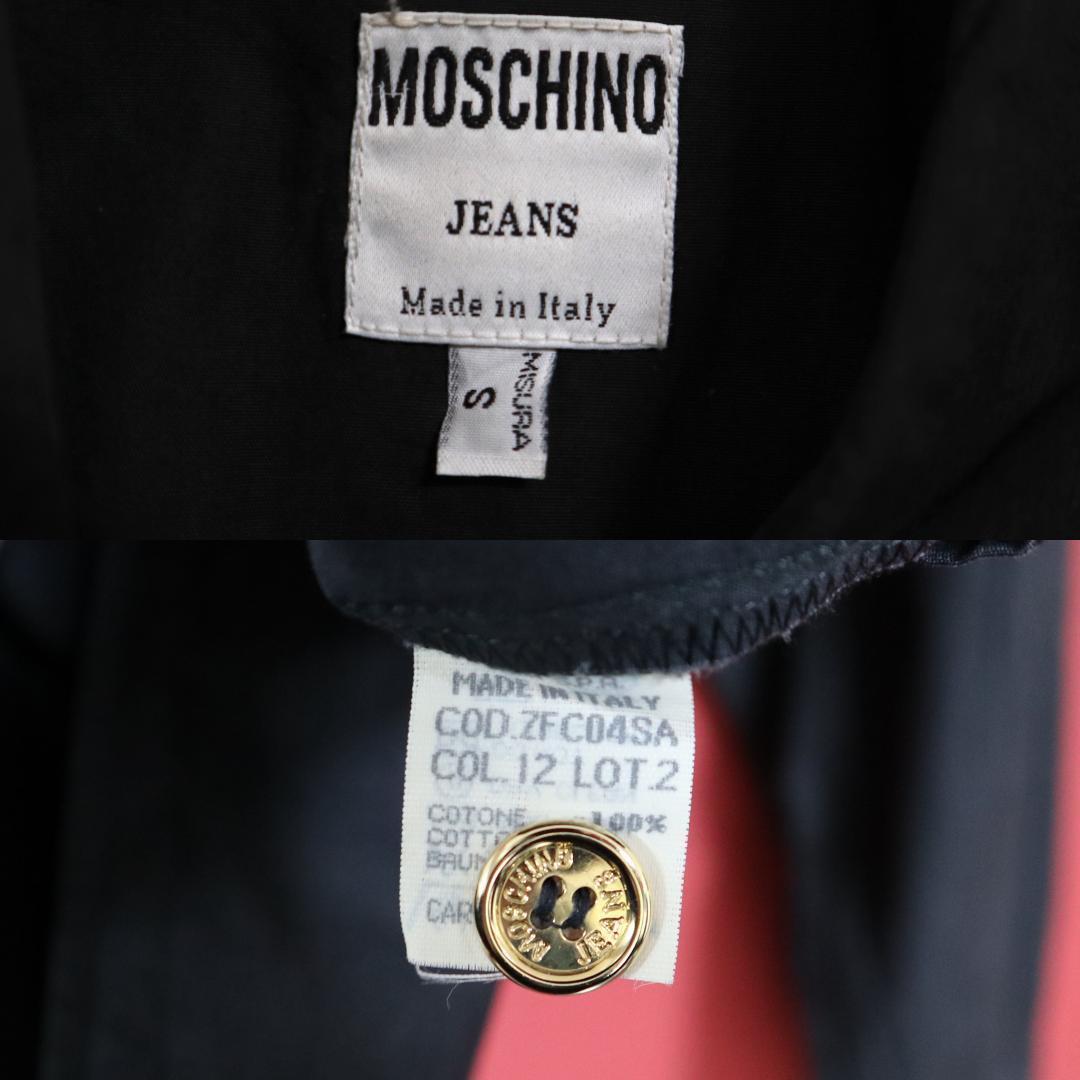 MOSCHINO
JEANS
Made in Italy
MISURA
S
MADE IN ITALY
COD.ZFC04SA
COL.12 LOT.2
COTONE 100%
MOSCHINO JEANS